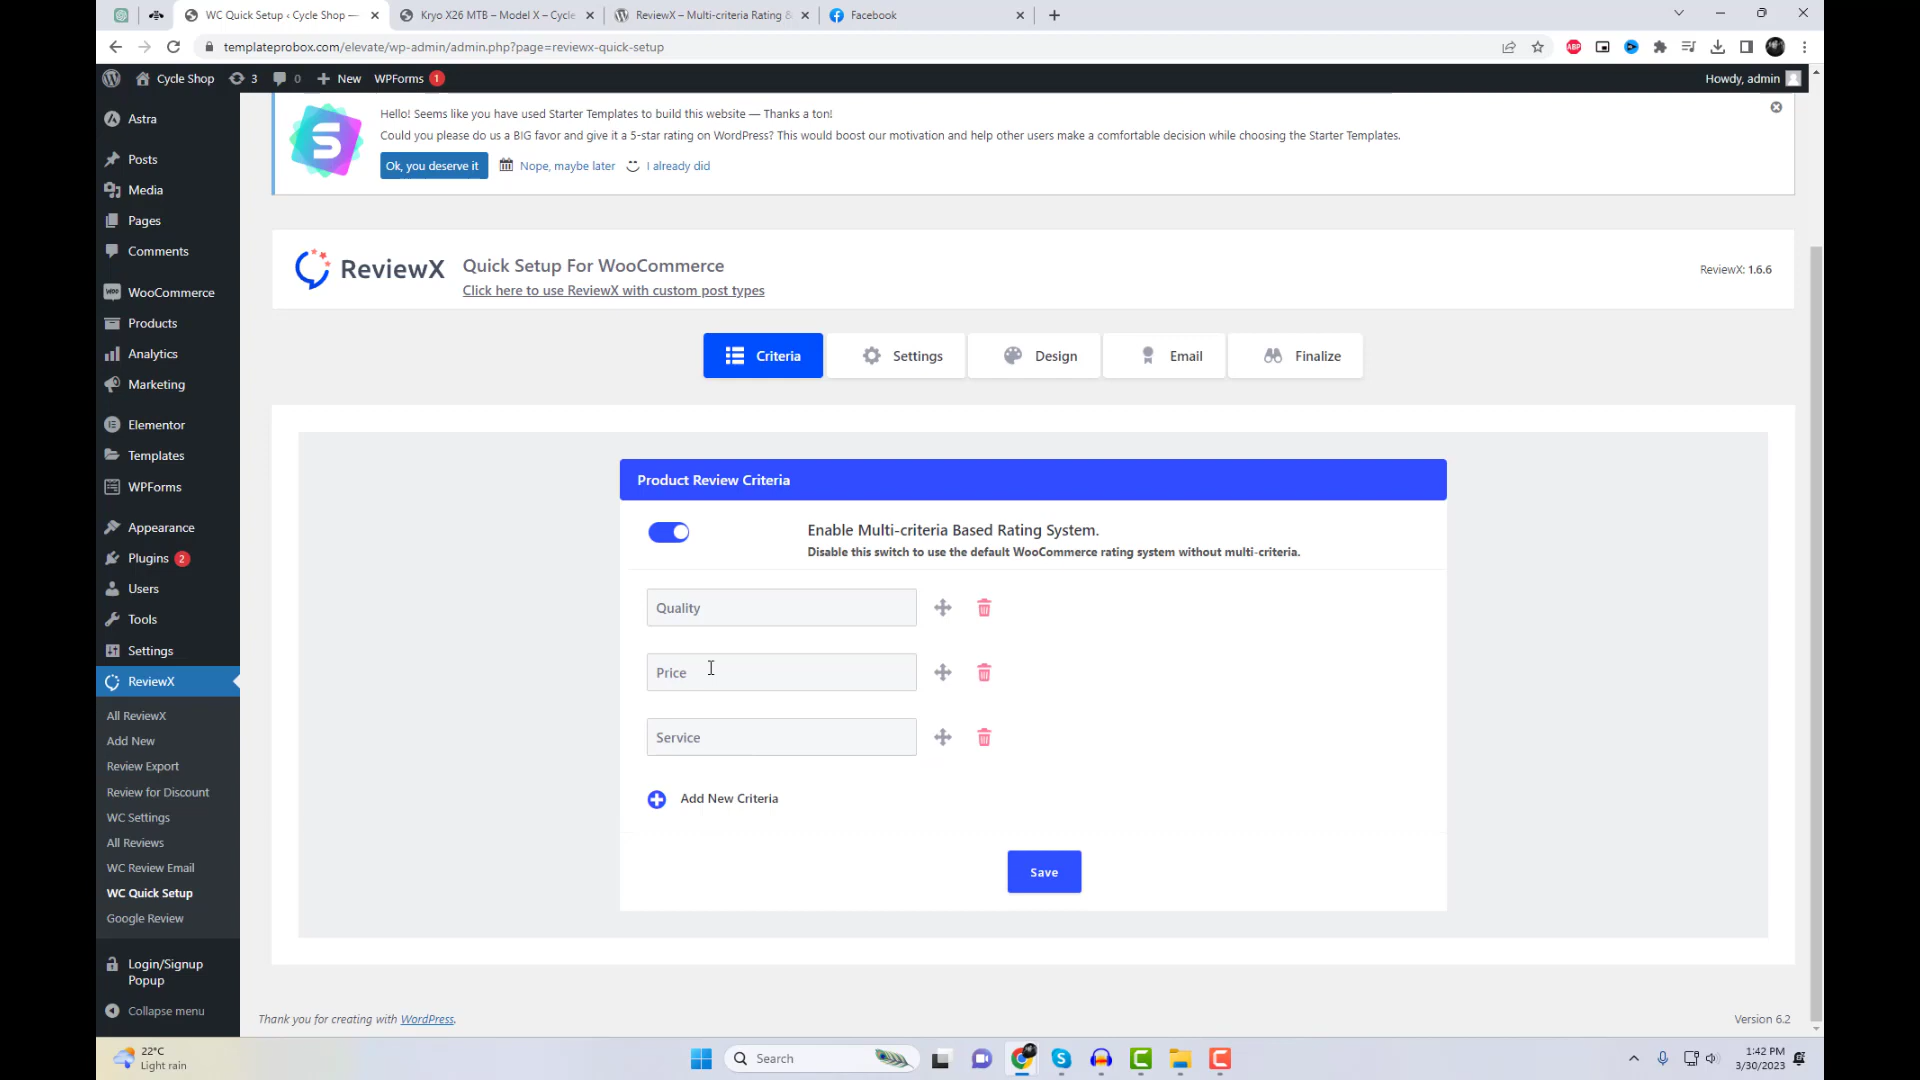 WC Quick Setup ‹ Cycle Shop —
Kryo X26 MTB – Model X – Cycle
ReviewX – Multi-criteria Rating &
Facebook
templateprobox.com/elevate/wp-admin/admin.php?page=reviewx-quick-setup
ABP
Cycle Shop
3
0
New
WPForms
1
Howdy, admin
Astra
Posts
Media
Pages
Comments
WooCommerce
Products
Analytics
Marketing
Elementor
Templates
WPForms
Appearance
Plugins
2
Users
Tools
Settings
ReviewX
All ReviewX
Add New
Review Export
Review for Discount
WC Settings
All Reviews
WC Review Email
WC Quick Setup
Google Review
Login/Signup
Popup
Collapse menu
Hello! Seems like you have used Starter Templates to build this website — Thanks a ton!
Could you please do us a BIG favor and give it a 5-star rating on WordPress? This would boost our motivation and help other users make a comfortable decision while choosing the Starter Templates.
Ok, you deserve it
Nope, maybe later
I already did
ReviewX
Quick Setup For WooCommerce
Click here to use ReviewX with custom post types
ReviewX: 1.6.6
Criteria
Settings
Design
Email
Finalize
Product Review Criteria
Enable Multi-criteria Based Rating System.
Disable this switch to use the default WooCommerce rating system without multi-criteria.
Quality
Price
Service
Add New Criteria
Save
Thank you for creating with WordPress.
Version 6.2
22°C
Light rain
Search
1:42 PM
3/30/2023